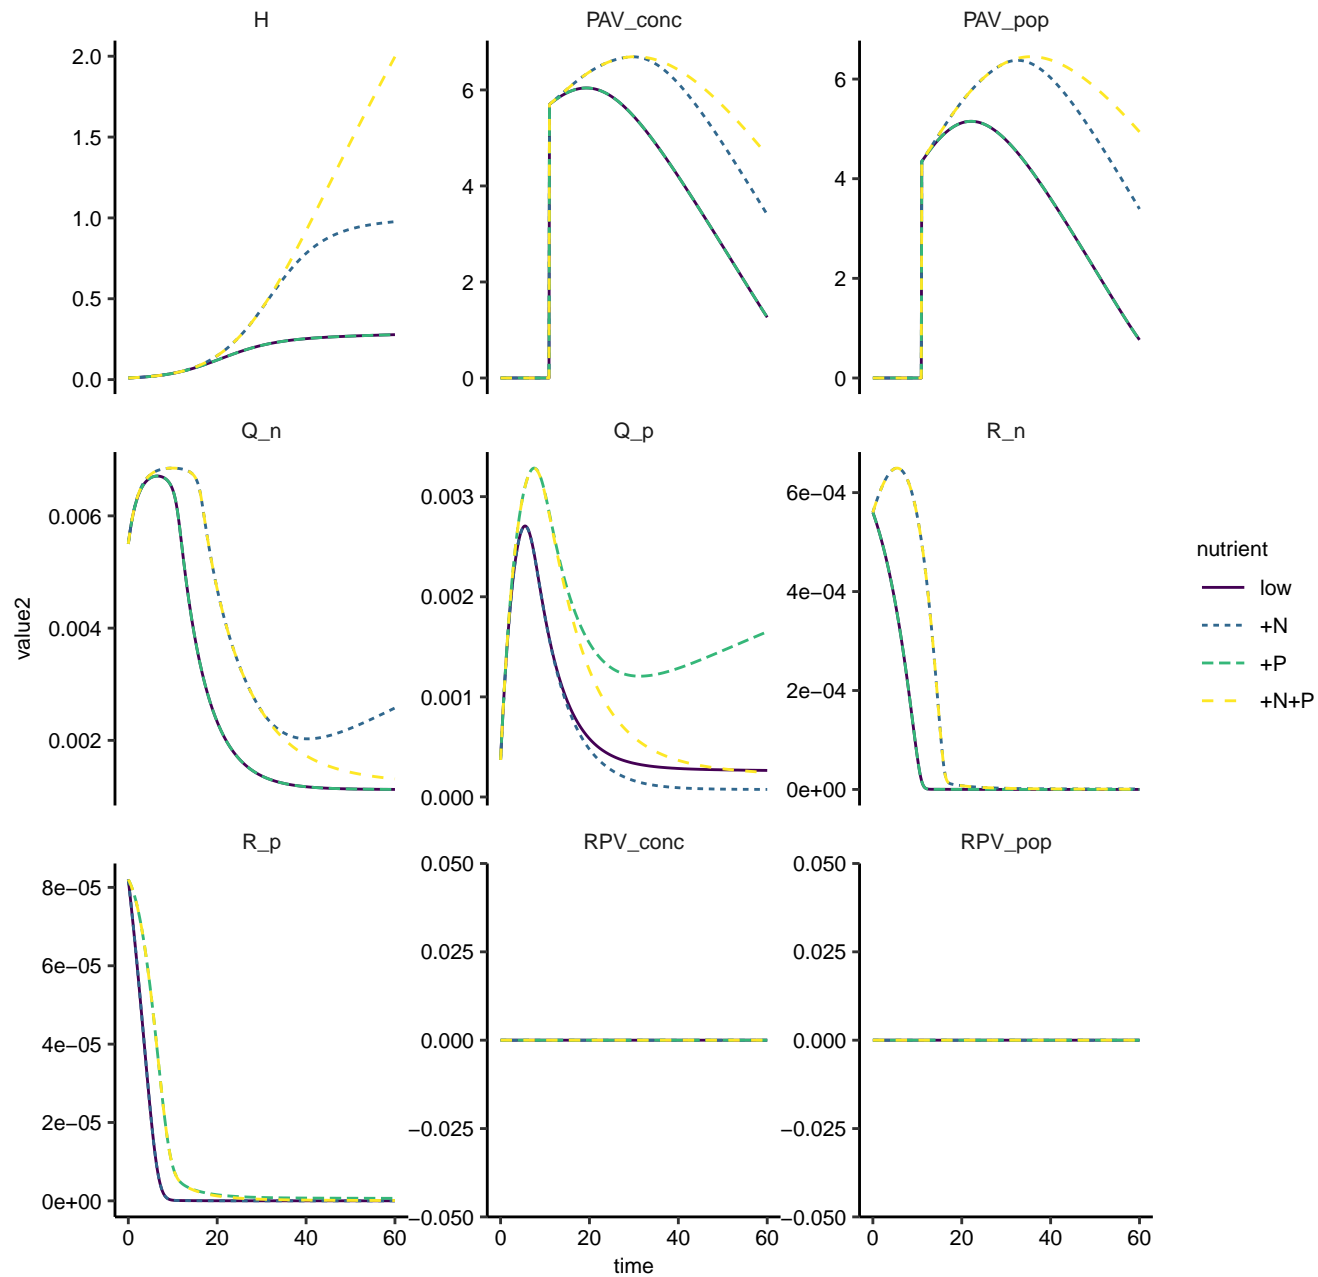 H
PAV_conc
PAV_pop
2.0
1.5
1.0
0.5
0.0
6
4
2
0
6
4
2
0
Q_n
Q_p
R_n
0.006
0.004
0.002
0.003
0.002
0.001
0.000
6e−04
4e−04
2e−04
0e+00
R_p
RPV_conc
RPV_pop
8e−05
6e−05
4e−05
2e−05
0e+00
0.050
0.025
0.000
−0.025
−0.050
0.050
0.025
0.000
−0.025
−0.050
0 20 40 60
0 20 40 60
0 20 40 60
time
value2
nutrient
low
+N
+P
+N+P